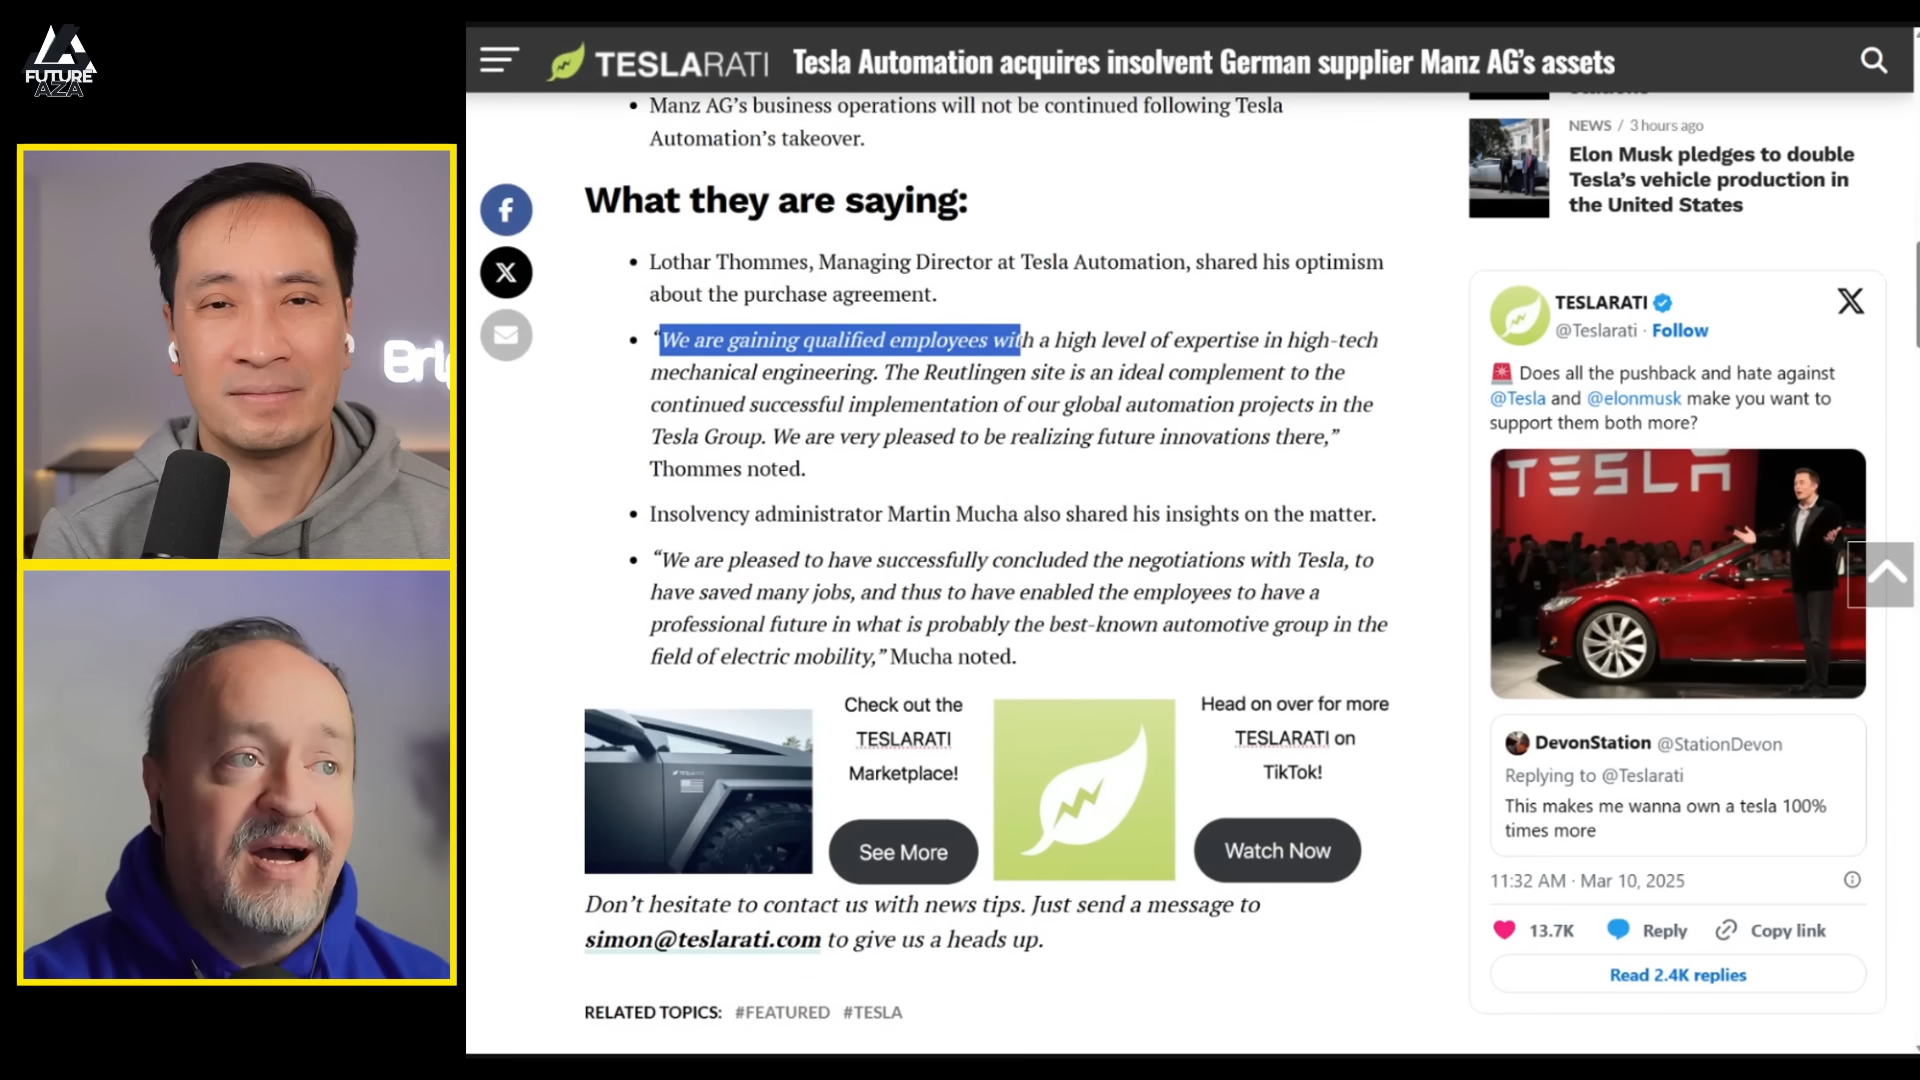 FUTURE
AZA
Bri
TESLARATI
Tesla Automation acquires insolvent German supplier Manz AG’s assets
• Manz AG’s business operations will not be continued following Tesla
Automation’s takeover.
What they are saying:
• Lothar Thommes, Managing Director at Tesla Automation, shared his optimism
about the purchase agreement.
• “We are gaining qualified employees with a high level of expertise in high-tech
mechanical engineering. The Reutlingen site is an ideal complement to the
continued successful implementation of our global automation projects in the
Tesla Group. We are very pleased to be realizing future innovations there,”
Thommes noted.
• Insolvency administrator Martin Mucha also shared his insights on the matter.
• “We are pleased to have successfully concluded the negotiations with Tesla, to
have saved many jobs, and thus to have enabled the employees to have a
professional future in what is probably the best-known automotive group in the
field of electric mobility,” Mucha noted.
Check out the
TESLARATI
Marketplace!
See More
Head on over for more
TESLARATI on
TikTok!
Watch Now
Don’t hesitate to contact us with news tips. Just send a message to
simon@teslarati.com to give us a heads up.
RELATED TOPICS: #FEATURED #TESLA
NEWS / 3 hours ago
Elon Musk pledges to double
Tesla’s vehicle production in
the United States
TESLARATI
@Teslarati · Follow
🚨 Does all the pushback and hate against
@Tesla and @elonmusk make you want to
support them both more?
TESLA
DevonStation @StationDevon
Replying to @Teslarati
This makes me wanna own a tesla 100%
times more
11:32 AM · Mar 10, 2025
13.7K Reply Copy link
Read 2.4K replies